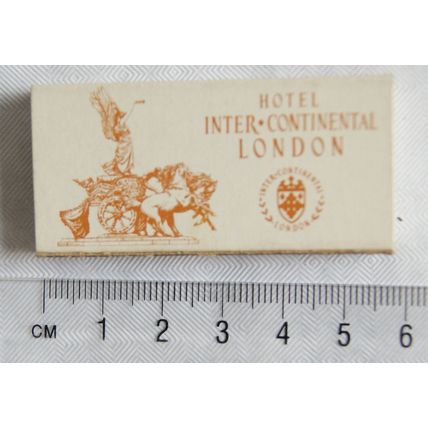 HOTEL
INTER•CONTINENTAL
LONDON
INTER•CONTINENTAL
LONDON
CM 1 2 3 4 5 6